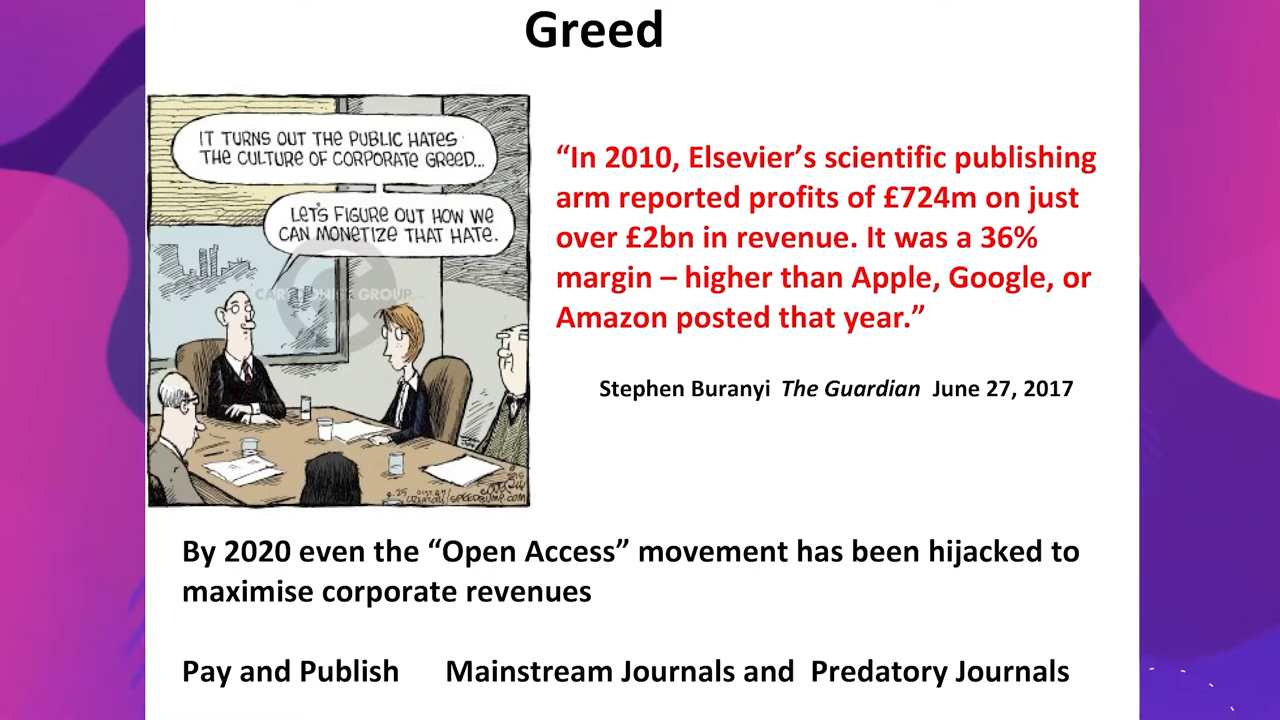 Greed
IT TURNS OUT THE PUBLIC HATES
THE CULTURE OF CORPORATE GREED...
LET'S FIGURE OUT HOW WE
CAN MONETIZE THAT HATE.
“In 2010, Elsevier’s scientific publishing
arm reported profits of £724m on just
over £2bn in revenue. It was a 36%
margin – higher than Apple, Google, or
Amazon posted that year.”
Stephen Buranyi The Guardian June 27, 2017
GROUP
SPEEDBUMP.COM
By 2020 even the “Open Access” movement has been hijacked to
maximise corporate revenues
Pay and Publish Mainstream Journals and Predatory Journals